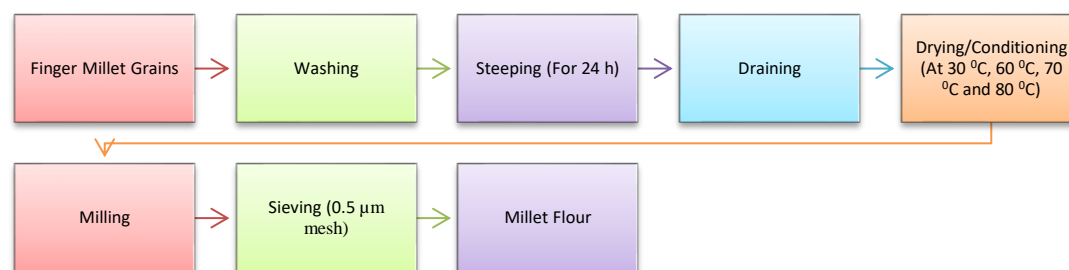 Finger Millet Grains
Washing
Steeping (For 24 h)
Draining
Drying/Conditioning
(At 30 ⁰C, 60 ⁰C, 70
⁰C and 80 ⁰C)
Milling
Sieving (0.5 µm
mesh)
Millet Flour